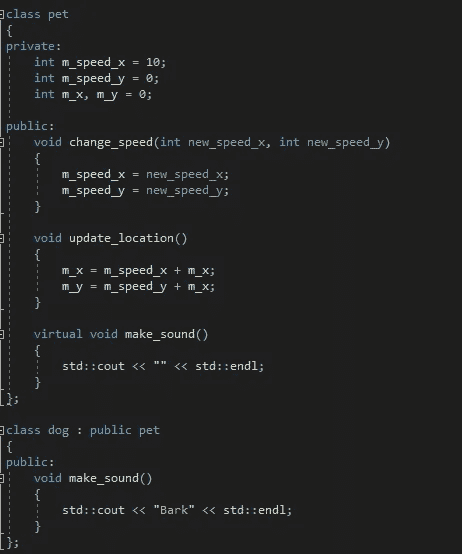 class pet
{
private:
    int m_speed_x = 10;
    int m_speed_y = 0;
    int m_x, m_y = 0;

public:
    void change_speed(int new_speed_x, int new_speed_y)
    {
        m_speed_x = new_speed_x;
        m_speed_y = new_speed_y;
    }

    void update_location()
    {
        m_x = m_speed_x + m_x;
        m_y = m_speed_y + m_x;
    }

    virtual void make_sound()
    {
        std::cout << "" << std::endl;
    }
};

class dog : public pet
{
public:
    void make_sound()
    {
        std::cout << "Bark" << std::endl;
    }
};